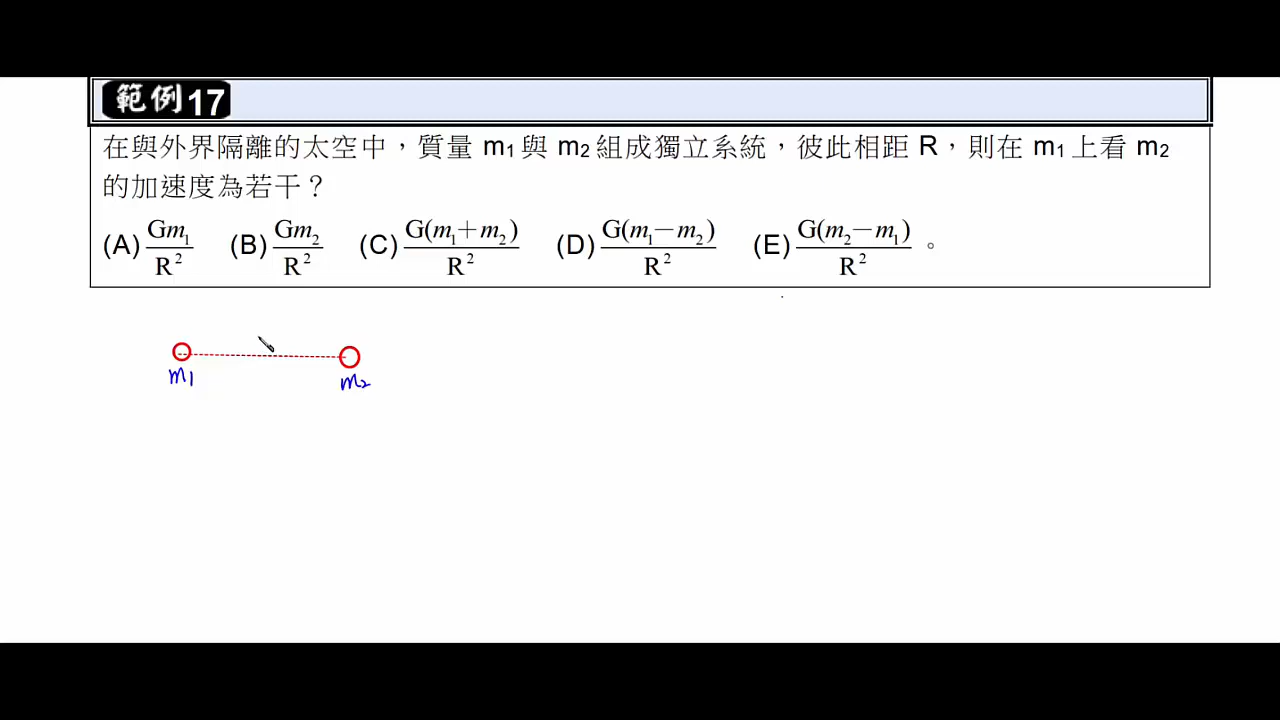 範例17
在與外界隔離的太空中，質量 m₁ 與 m₂ 組成獨立系統，彼此相距 R，則在 m₁ 上看 m₂
的加速度為若干？
(A) Gm₁/R² (B) Gm₂/R² (C) G(m₁＋m₂)/R² (D) G(m₁－m₂)/R² (E) G(m₂－m₁)/R² 。
m₁ m₂